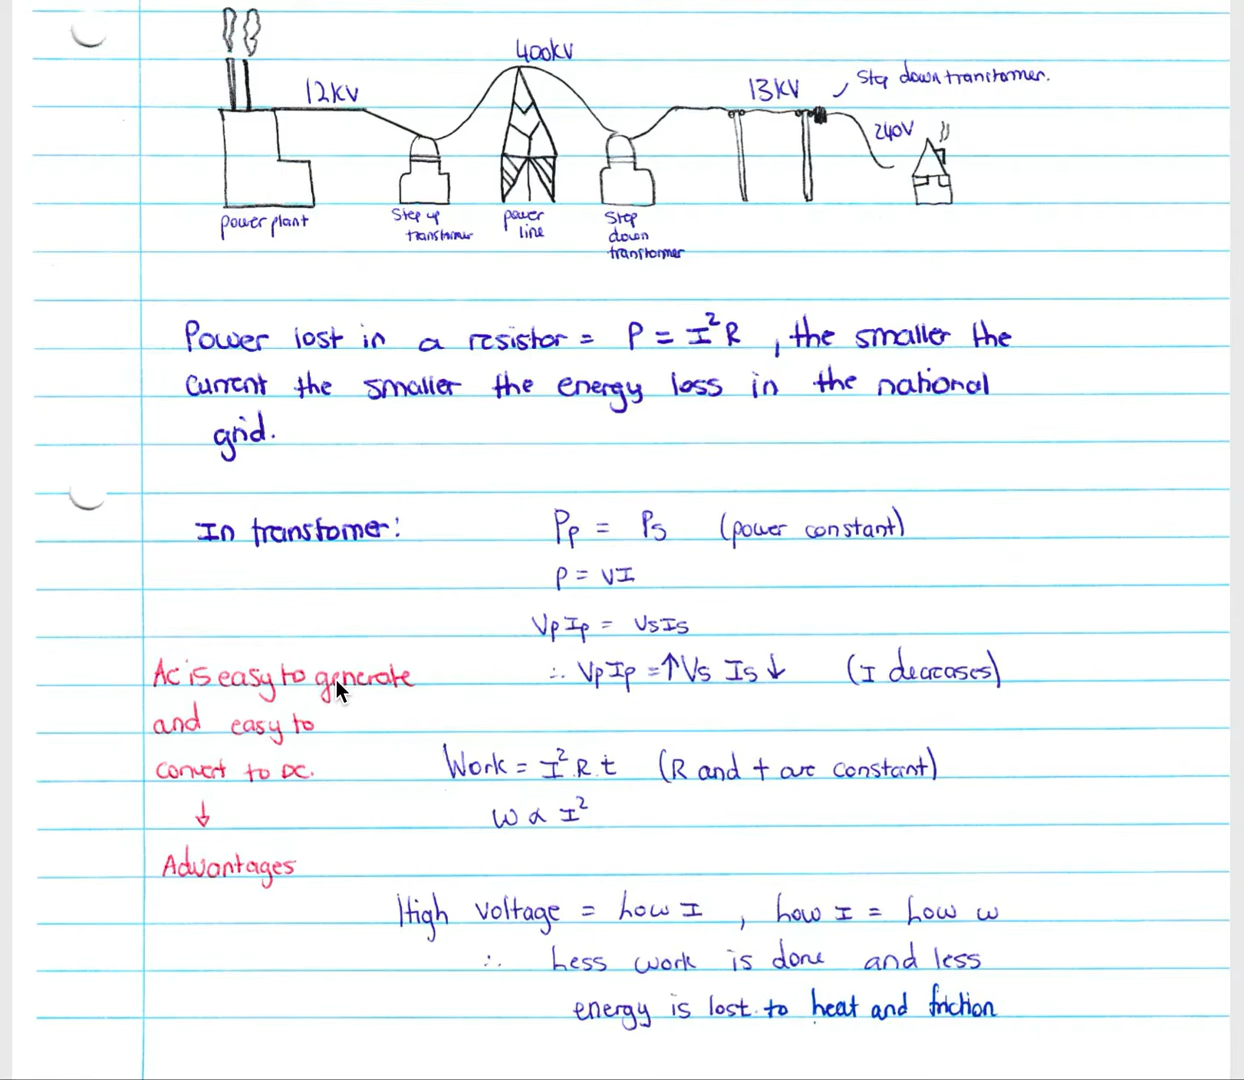 400kV
12kV
13kV
Step down transformer.
240V
power plant
Step up
transformer
power
line
Step
down
transformer
Power lost in a resistor = P = I²R , the smaller the
current the smaller the energy loss in the national
grid.
In transfomer:
Pp = Ps (power constant)
P = VI
VpIp = VsIs
∴ VpIp = ↑Vs Is ↓ (I decreases)
Ac is easy to generate
and easy to
convert to DC.
↓
Advantages
Work = I² R t (R and t are constant)
W ∝ I²
High voltage = Low I , Low I = Low W
∴ Less work is done and less
energy is lost to heat and friction